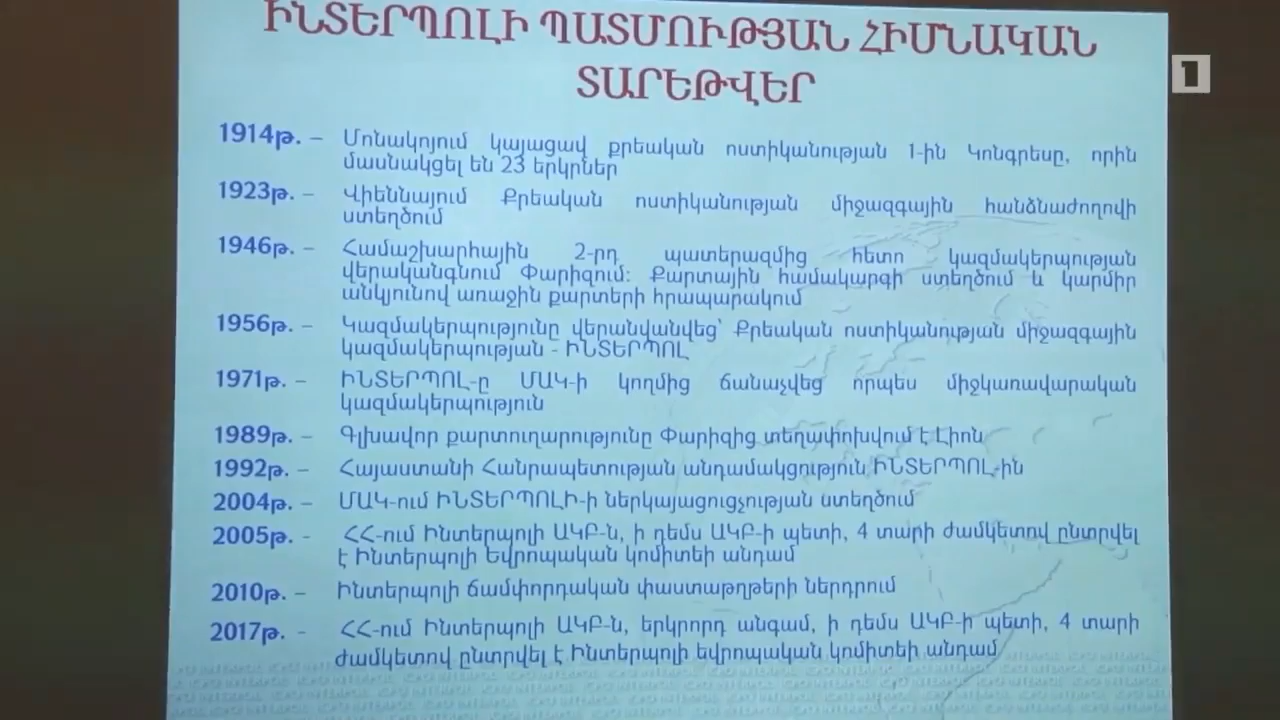 ԻՆՏԵՐՊՈԼԻ ՊԱՏՄՈՒԹՅԱՆ ՀԻՄՆԱԿԱՆ
ՏԱՐԵԹՎԵՐ
1
1914թ. – Մոնակոյում կայացավ քրեական ոստիկանության 1-ին Կոնգրեսը, որին
մասնակցել են 23 երկրներ
1923թ. – Վիեննայում Քրեական ոստիկանության միջազգային հանձնաժողովի
ստեղծում
1946թ. – Համաշխարհային 2-րդ պատերազմից հետո կազմակերպության
վերականգնում Փարիզում: Քարտային համակարգի ստեղծում և կարմիր
անկյունով առաջին քարտերի հրապարակում
1956թ. – Կազմակերպությունը վերանվանվեց՝ Քրեական ոստիկանության միջազգային
կազմակերպության - ԻՆՏԵՐՊՈԼ
1971թ. – ԻՆՏԵՐՊՈԼ-ը ՄԱԿ-ի կողմից ճանաչվեց որպես միջկառավարական
կազմակերպություն
1989թ. – Գլխավոր քարտուղարությունը Փարիզից տեղափոխվում է Լիոն
1992թ. – Հայաստանի Հանրապետության անդամակցություն ԻՆՏԵՐՊՈԼ-ին
2004թ. – ՄԱԿ-ում ԻՆՏԵՐՊՈԼԻ-ի ներկայացուցչության ստեղծում
2005թ. - ՀՀ-ում Ինտերպոլի ԱԿԲ-ն, ի դեմս ԱԿԲ-ի պետի, 4 տարի ժամկետով ընտրվել
է Ինտերպոլի Եվրոպական կոմիտեի անդամ
2010թ. – Ինտերպոլի ճամփորդական փաստաթղթերի ներդրում
2017թ. - ՀՀ-ում Ինտերպոլի ԱԿԲ-ն, երկրորդ անգամ, ի դեմս ԱԿԲ-ի պետի, 4 տարի
ժամկետով ընտրվել է Ինտերպոլի եվրոպական կոմիտեի անդամ